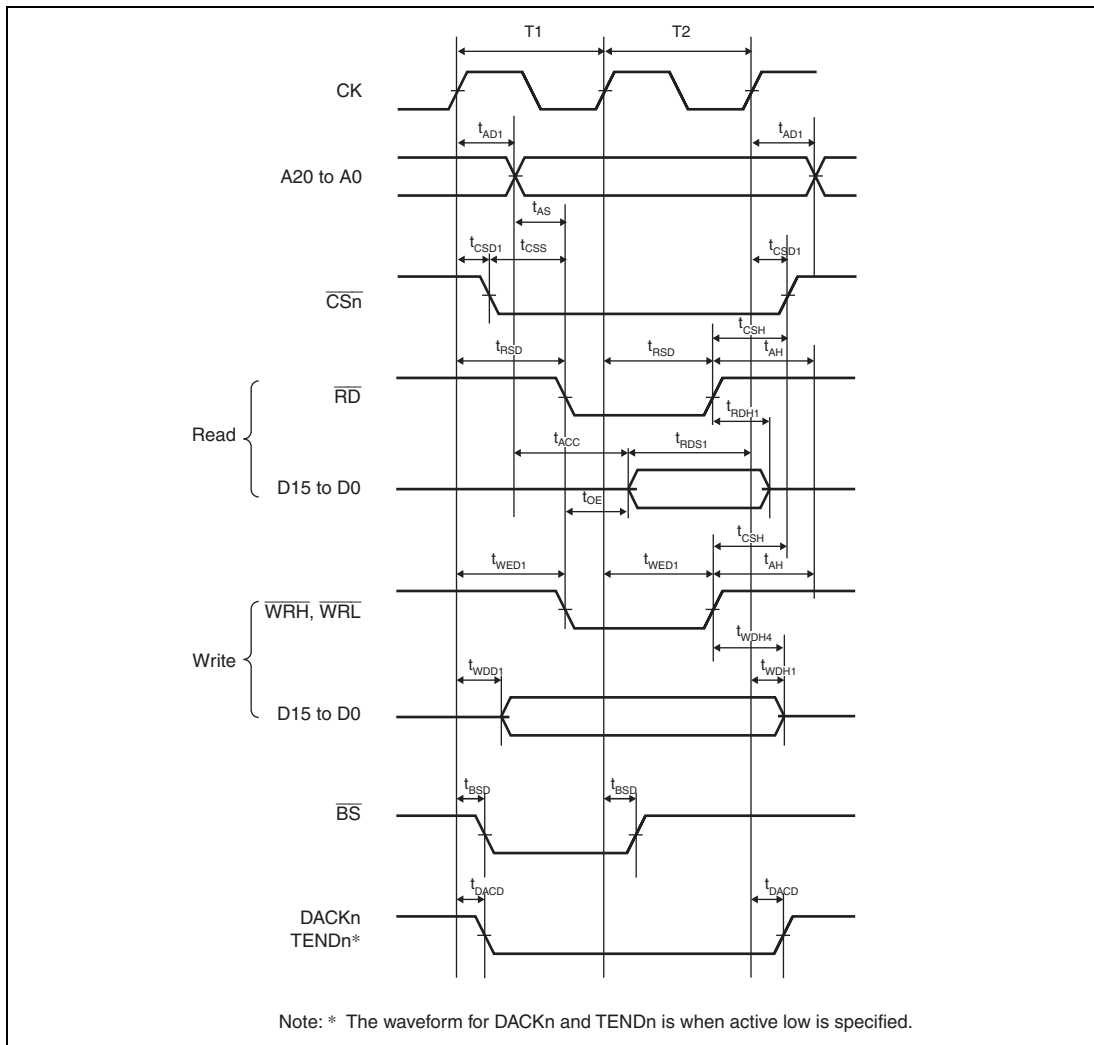 T1 T2
CK
tAD1 tAD1
A20 to A0
tAS
tCSD1 tCSS tCSD1
CSn
tCSH
tRSD tRSD tAH
RD
tRDH1
Read
tACC tRDS1
D15 to D0
tOE
tCSH
tWED1 tWED1 tAH
WRH, WRL
tWDH4
Write
tWDD1 tWDH1
D15 to D0
tBSD tBSD
BS
tDACD tDACD
DACKn
TENDn*
Note: * The waveform for DACKn and TENDn is when active low is specified.